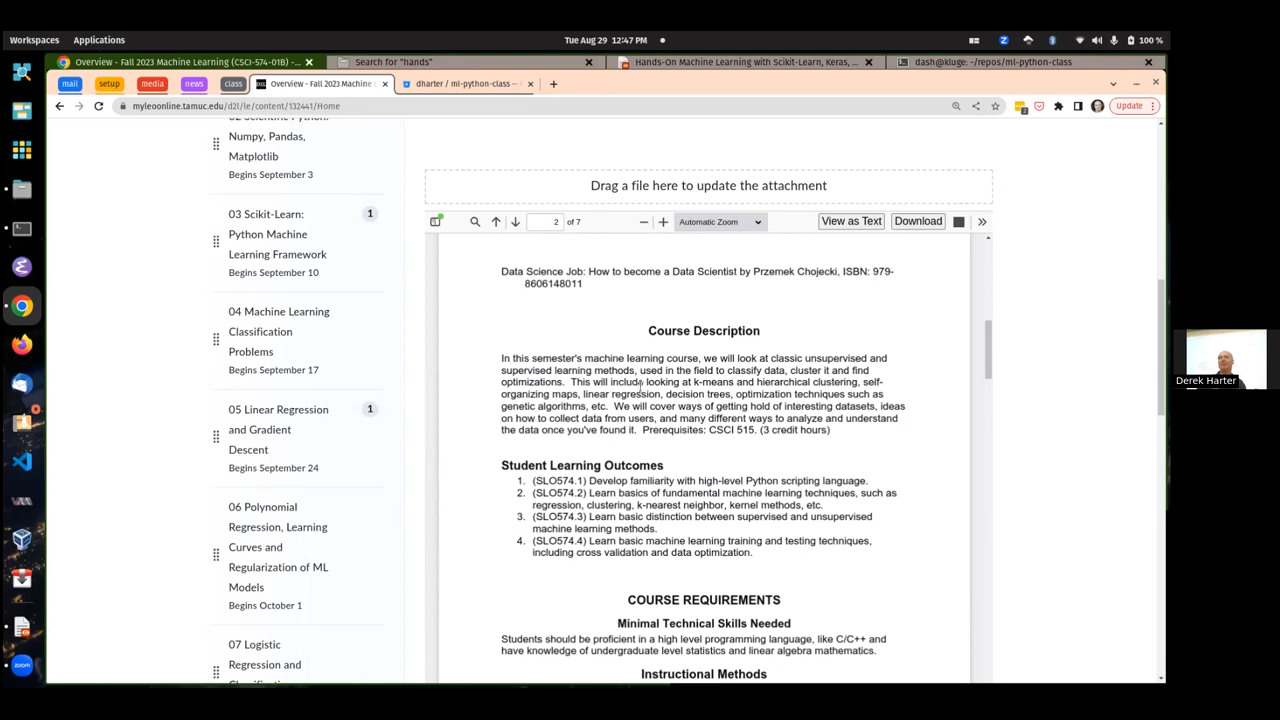 Workspaces Applications Tue Aug 29 12:47 PM 100 %
Overview - Fall 2023 Machine Learning (CSCI-574-01B) -... × Search for "hands" × Hands-On Machine Learning with Scikit-Learn, Keras, ... × dash@kluge: ~/repos/ml-python-class ×
mail setup media news class Overview - Fall 2023 Machine × dharter / ml-python-class — × +
myleoonline.tamuc.edu/d2l/le/content/132441/Home Update
02 Scientific Python:
Numpy, Pandas,
Matplotlib
Begins September 3
03 Scikit-Learn: 1
Python Machine
Learning Framework
Begins September 10
04 Machine Learning
Classification
Problems
Begins September 17
05 Linear Regression 1
and Gradient
Descent
Begins September 24
06 Polynomial
Regression, Learning
Curves and
Regularization of ML
Models
Begins October 1
07 Logistic
Regression and
Drag a file here to update the attachment
2 of 7 Automatic Zoom View as Text Download
Data Science Job: How to become a Data Scientist by Przemek Chojecki, ISBN: 979-
8606148011
Course Description
In this semester's machine learning course, we will look at classic unsupervised and
supervised learning methods, used in the field to classify data, cluster it and find
optimizations. This will include looking at k-means and hierarchical clustering, self-
organizing maps, linear regression, decision trees, optimization techniques such as
genetic algorithms, etc. We will cover ways of getting hold of interesting datasets, ideas
on how to collect data from users, and many different ways to analyze and understand
the data once you've found it. Prerequisites: CSCI 515. (3 credit hours)
Student Learning Outcomes
1. (SLO574.1) Develop familiarity with high-level Python scripting language.
2. (SLO574.2) Learn basics of fundamental machine learning techniques, such as
regression, clustering, k-nearest neighbor, kernel methods, etc.
3. (SLO574.3) Learn basic distinction between supervised and unsupervised
machine learning methods.
4. (SLO574.4) Learn basic machine learning training and testing techniques,
including cross validation and data optimization.
COURSE REQUIREMENTS
Minimal Technical Skills Needed
Students should be proficient in a high level programming language, like C/C++ and
have knowledge of undergraduate level statistics and linear algebra mathematics.
Instructional Methods
Derek Harter
zoom